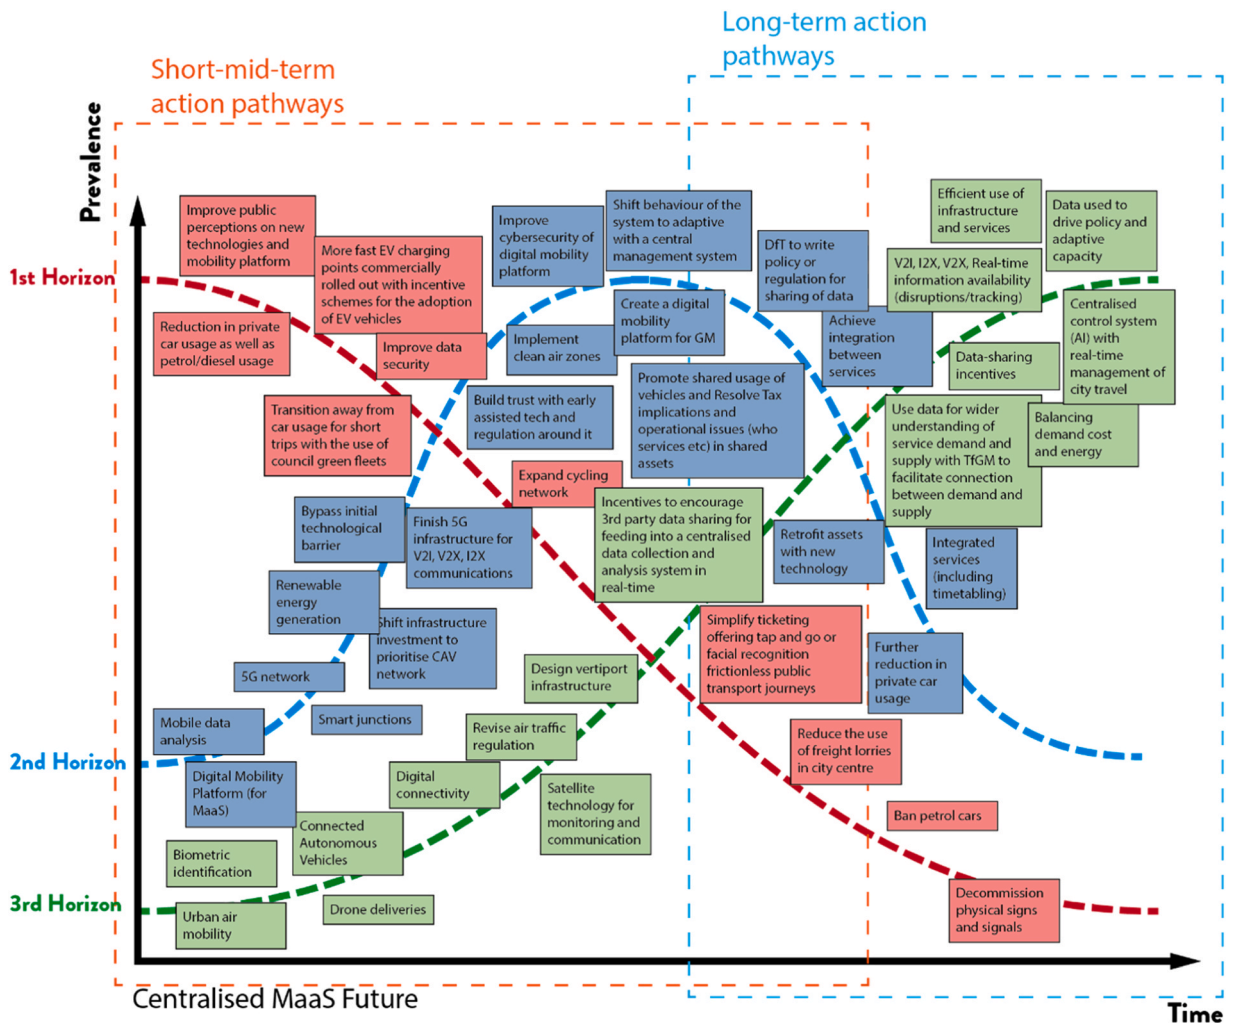 Long-term action
pathways
Short-mid-term
action pathways
Prevalence
1st Horizon
2nd Horizon
3rd Horizon
Improve public
perceptions on new
technologies and
mobility platform
More fast EV charging
points commercially
rolled out with incentive
schemes for the adoption
of EV vehicles
Reduction in private
car usage as well as
petrol/diesel usage
Improve data
security
Transition away from
car usage for short
trips with the use of
council green fleets
Improve
cybersecurity of
digital mobility
platform
Shift behaviour of the
system to adaptive
with a central
management system
DfT to write
policy or
regulation for
sharing of data
Create a digital
mobility
platform for GM
Implement
clean air zones
Achieve
integration
between
services
Build trust with early
assisted tech and
regulation around it
Promote shared usage of
vehicles and Resolve Tax
implications and
operational issues (who
services etc) in shared
assets
Expand cycling
network
Efficient use of
infrastructure
and services
Data used to
drive policy and
adaptive
capacity
V2I, I2X, V2X, Real-time
information availability
(disruptions/tracking)
Centralised
control system
(AI) with
real-time
management of
city travel
Data-sharing
incentives
Use data for wider
understanding of
service demand and
supply with TfGM to
facilitate connection
between demand and
supply
Balancing
demand cost
and energy
Bypass initial
technological
barrier
Finish 5G
infrastructure for
V2I, V2X, I2X
communications
Incentives to encourage
3rd party data sharing for
feeding into a centralised
data collection and
analysis system in
real-time
Retrofit assets
with new
technology
Integrated
services
(including
timetabling)
Renewable
energy
generation
Shift infrastructure
investment to
prioritise CAV
network
Simplify ticketing
offering tap and go or
facial recognition
frictionless public
transport journeys
Further
reduction in
private car
usage
5G network
Design vertiport
infrastructure
Mobile data
analysis
Smart junctions
Revise air traffic
regulation
Reduce the use
of freight lorries
in city centre
Digital Mobility
Platform (for
MaaS)
Digital
connectivity
Satellite
technology for
monitoring and
communication
Ban petrol cars
Connected
Autonomous
Vehicles
Biometric
identification
Urban air
mobility
Drone deliveries
Decommission
physical signs
and signals
Centralised MaaS Future
Time